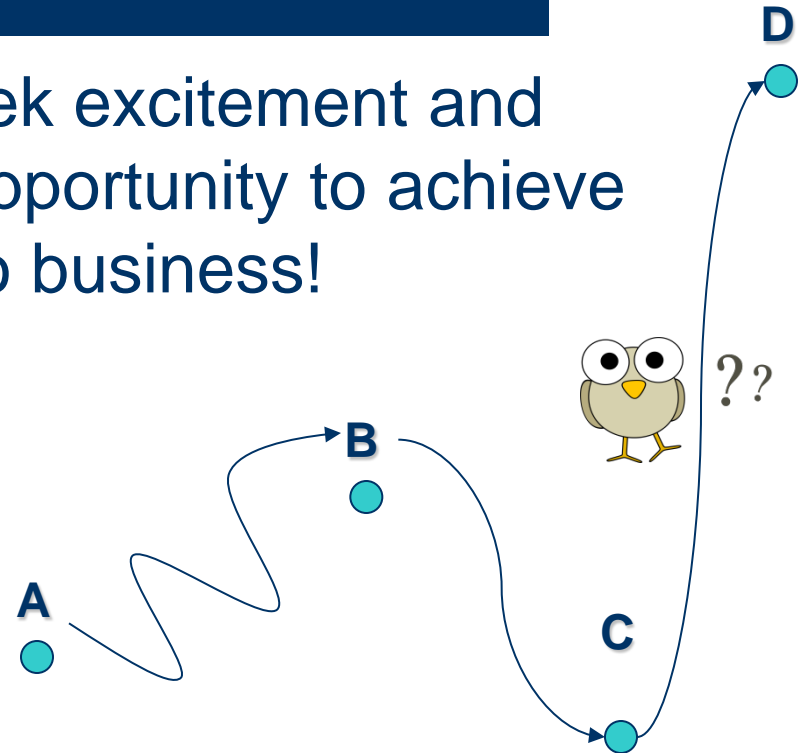 D
ek excitement and
pportunity to achieve
o business!
? ?
B
A
C